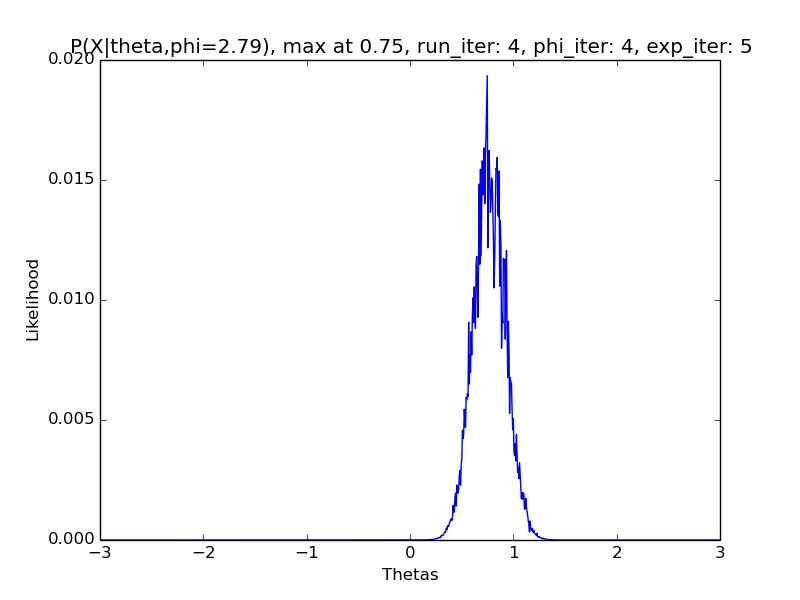 P(X|theta,phi=2.79), max at 0.75, run_iter: 4, phi_iter: 4, exp_iter: 5
0.020
0.015
0.010
0.005
0.000
Likelihood
−3 −2 −1 0 1 2 3
Thetas